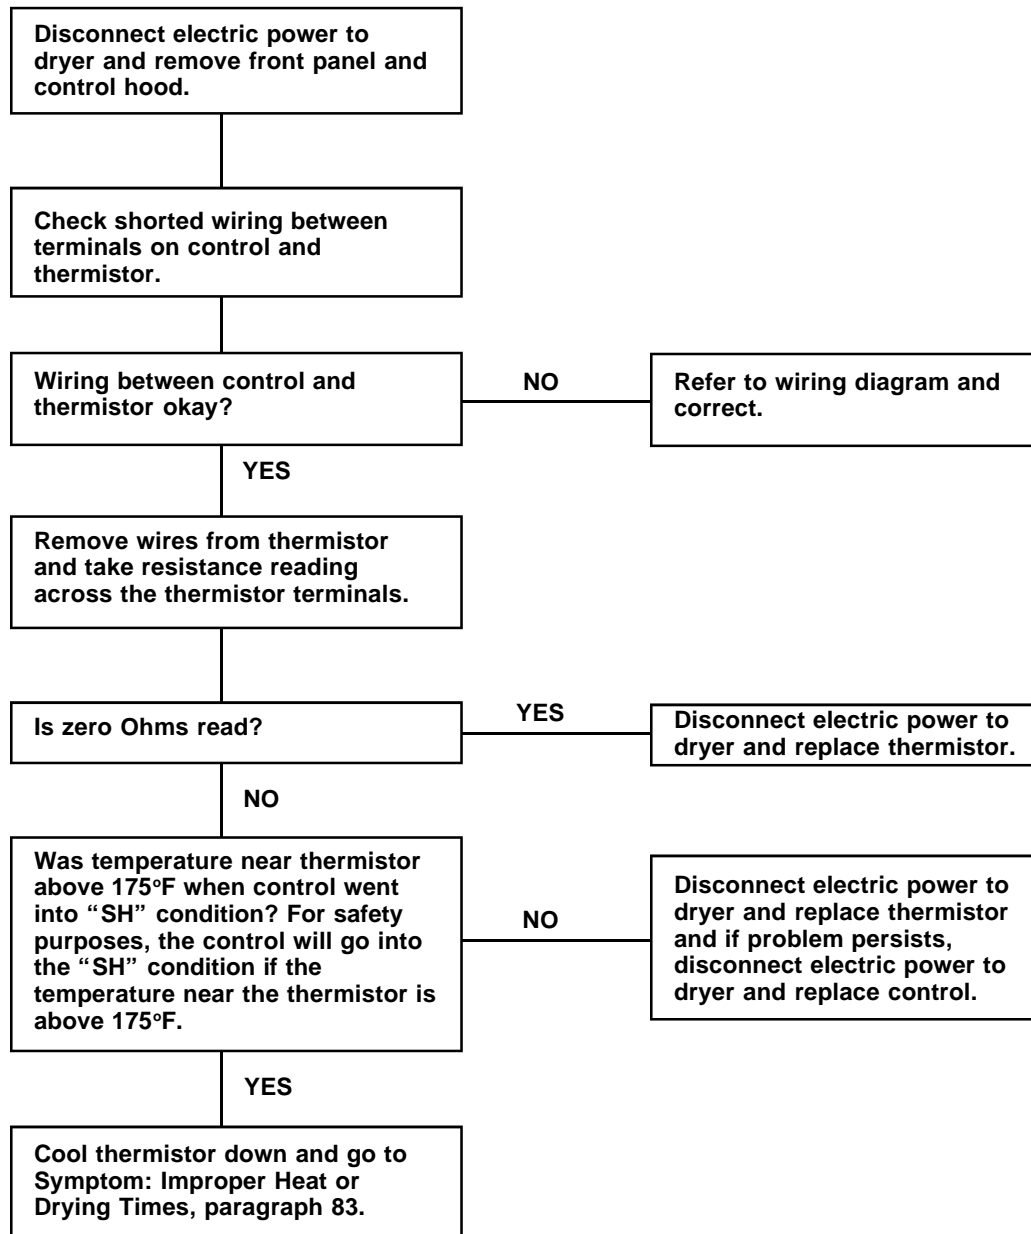 Disconnect electric power to
dryer and remove front panel and
control hood.
Check shorted wiring between
terminals on control and
thermistor.
Wiring between control and
thermistor okay?
NO
Refer to wiring diagram and
correct.
YES
Remove wires from thermistor
and take resistance reading
across the thermistor terminals.
Is zero Ohms read?
YES
Disconnect electric power to
dryer and replace thermistor.
NO
Was temperature near thermistor
above 175°F when control went
into “SH” condition? For safety
purposes, the control will go into
the “SH” condition if the
temperature near the thermistor is
above 175°F.
NO
Disconnect electric power to
dryer and replace thermistor
and if problem persists,
disconnect electric power to
dryer and replace control.
YES
Cool thermistor down and go to
Symptom: Improper Heat or
Drying Times, paragraph 83.